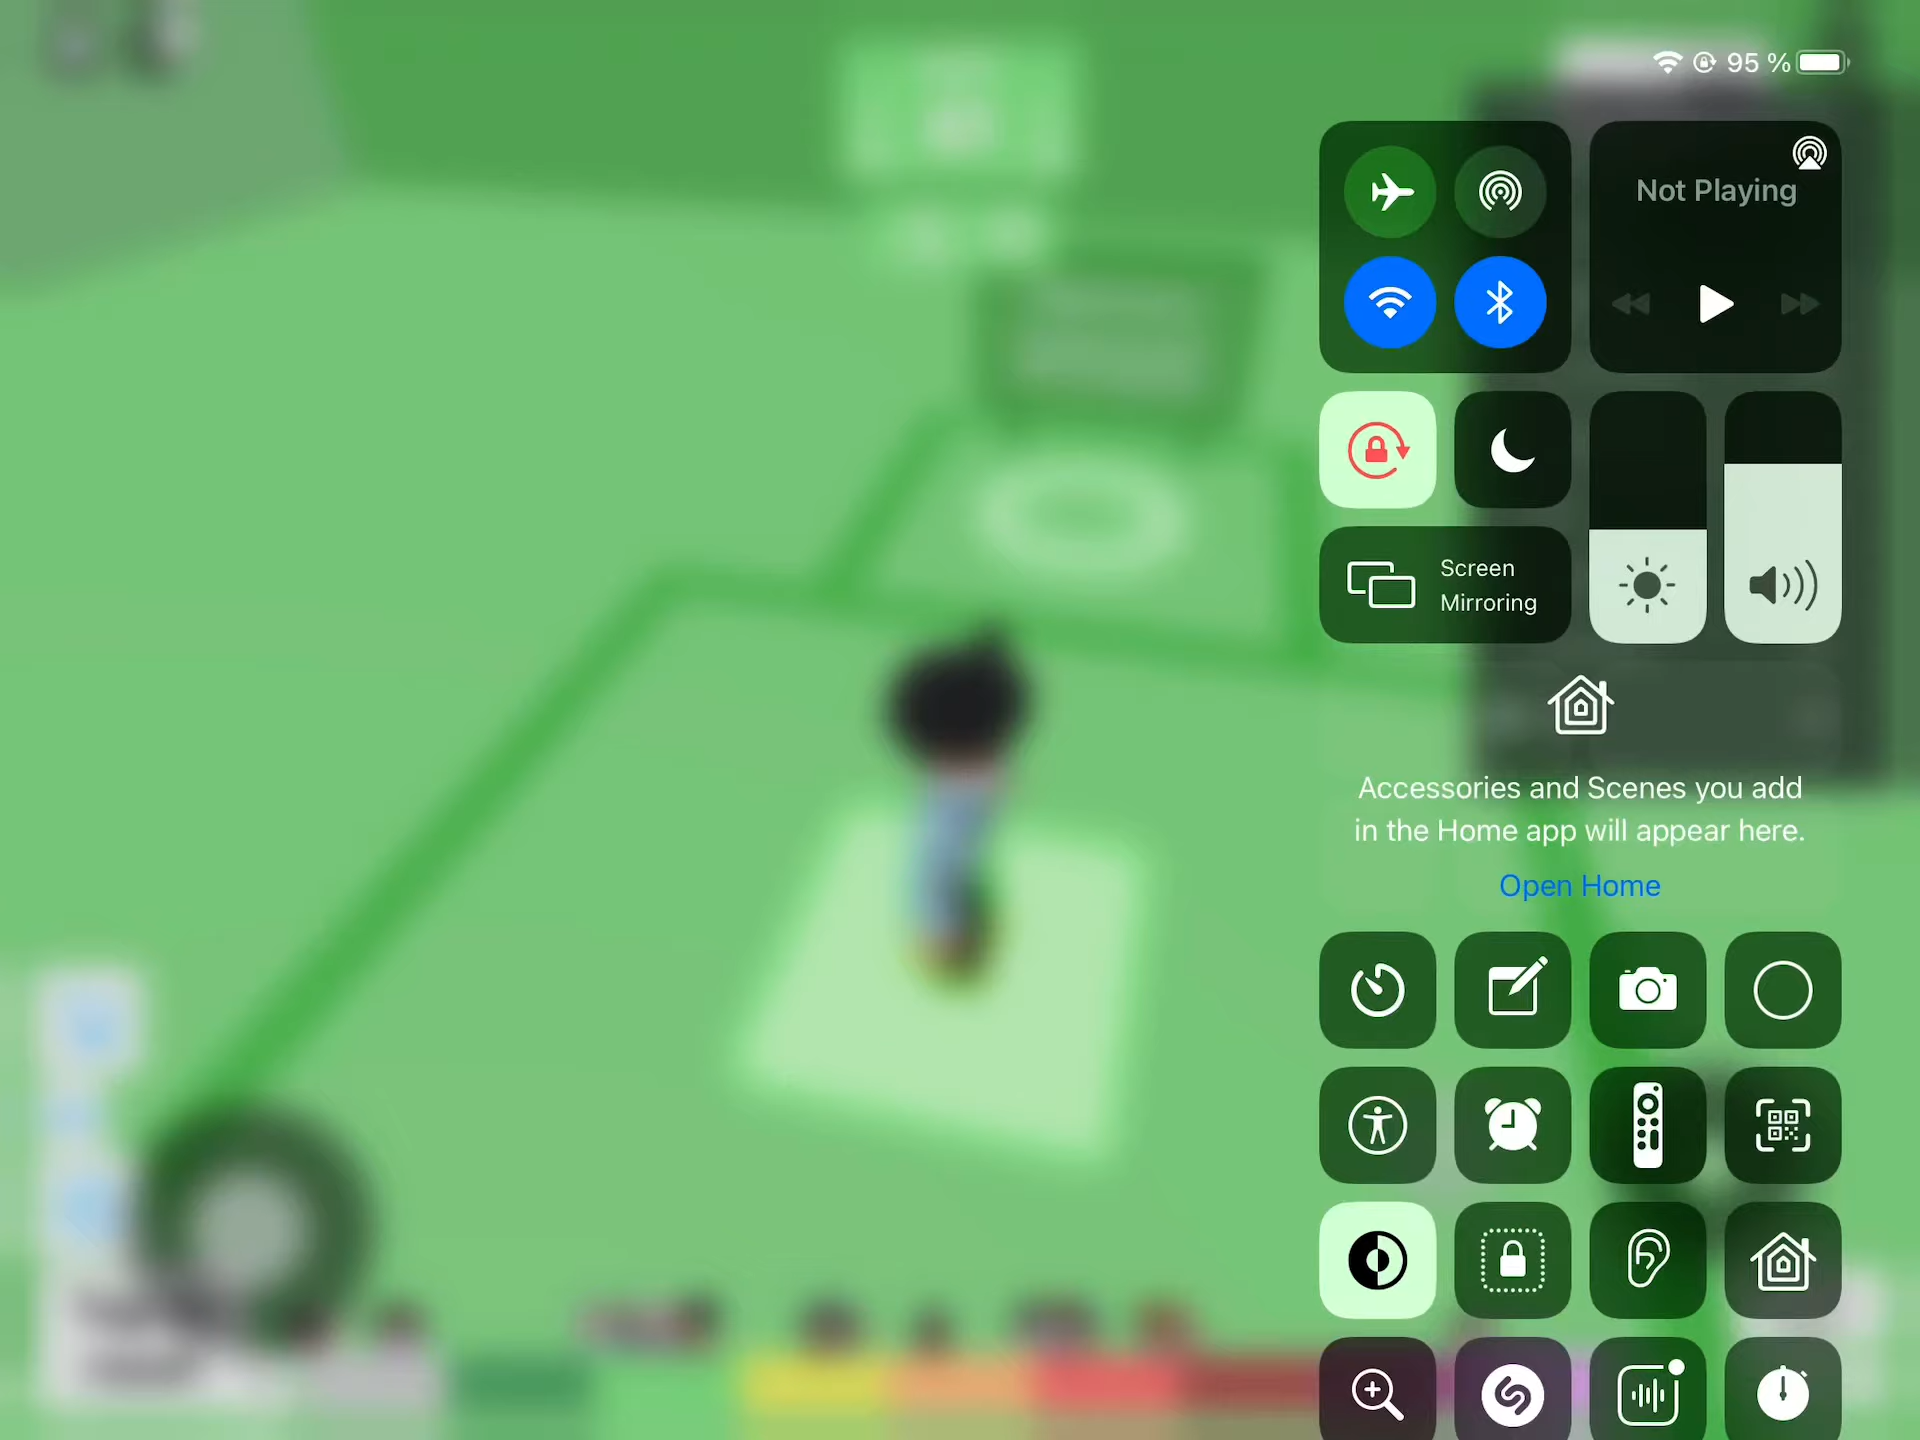 95 %
Not Playing
Screen
Mirroring
Accessories and Scenes you add
in the Home app will appear here.
Open Home